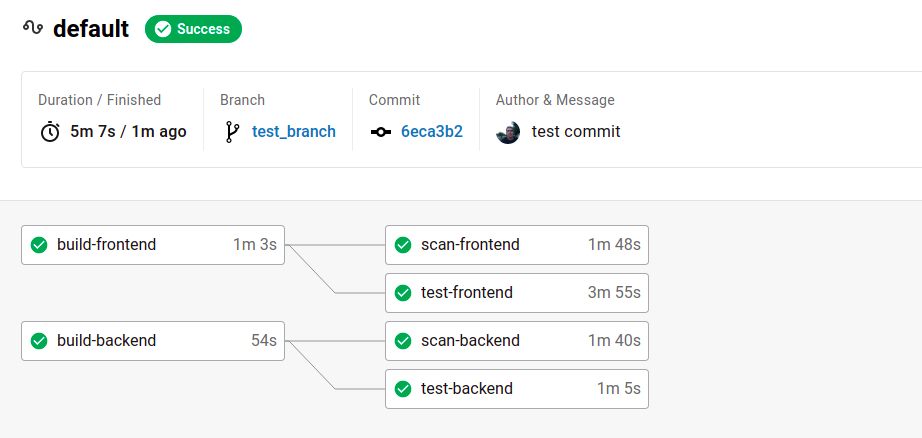 default Success
Duration / Finished Branch Commit Author & Message
5m 7s / 1m ago test_branch 6eca3b2 test commit
build-frontend 1m 3s scan-frontend 1m 48s
test-frontend 3m 55s
build-backend 54s scan-backend 1m 40s
test-backend 1m 5s